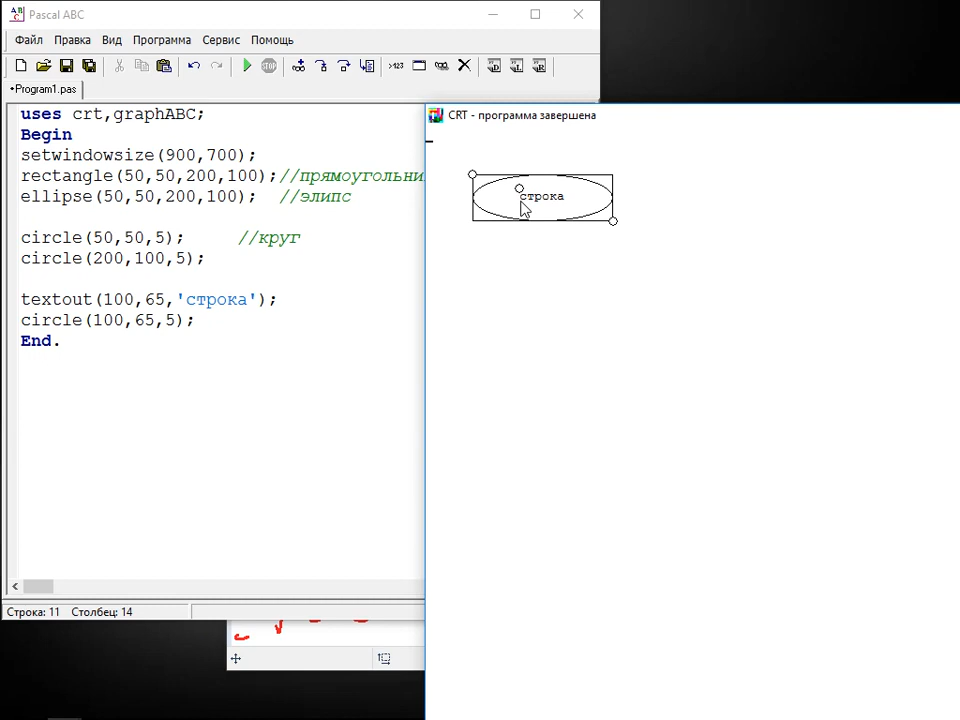 Pascal ABC
Файл Правка Вид Программа Сервис Помощь
•Program1.pas
uses crt,graphABC;
Begin
setwindowsize(900,700);
rectangle(50,50,200,100);//прямоугольни
ellipse(50,50,200,100); //элипс
circle(50,50,5); //круг
circle(200,100,5);
textout(100,65,'строка');
circle(100,65,5);
End.
Строка: 11 Столбец: 14
CRT - программа завершена
строка